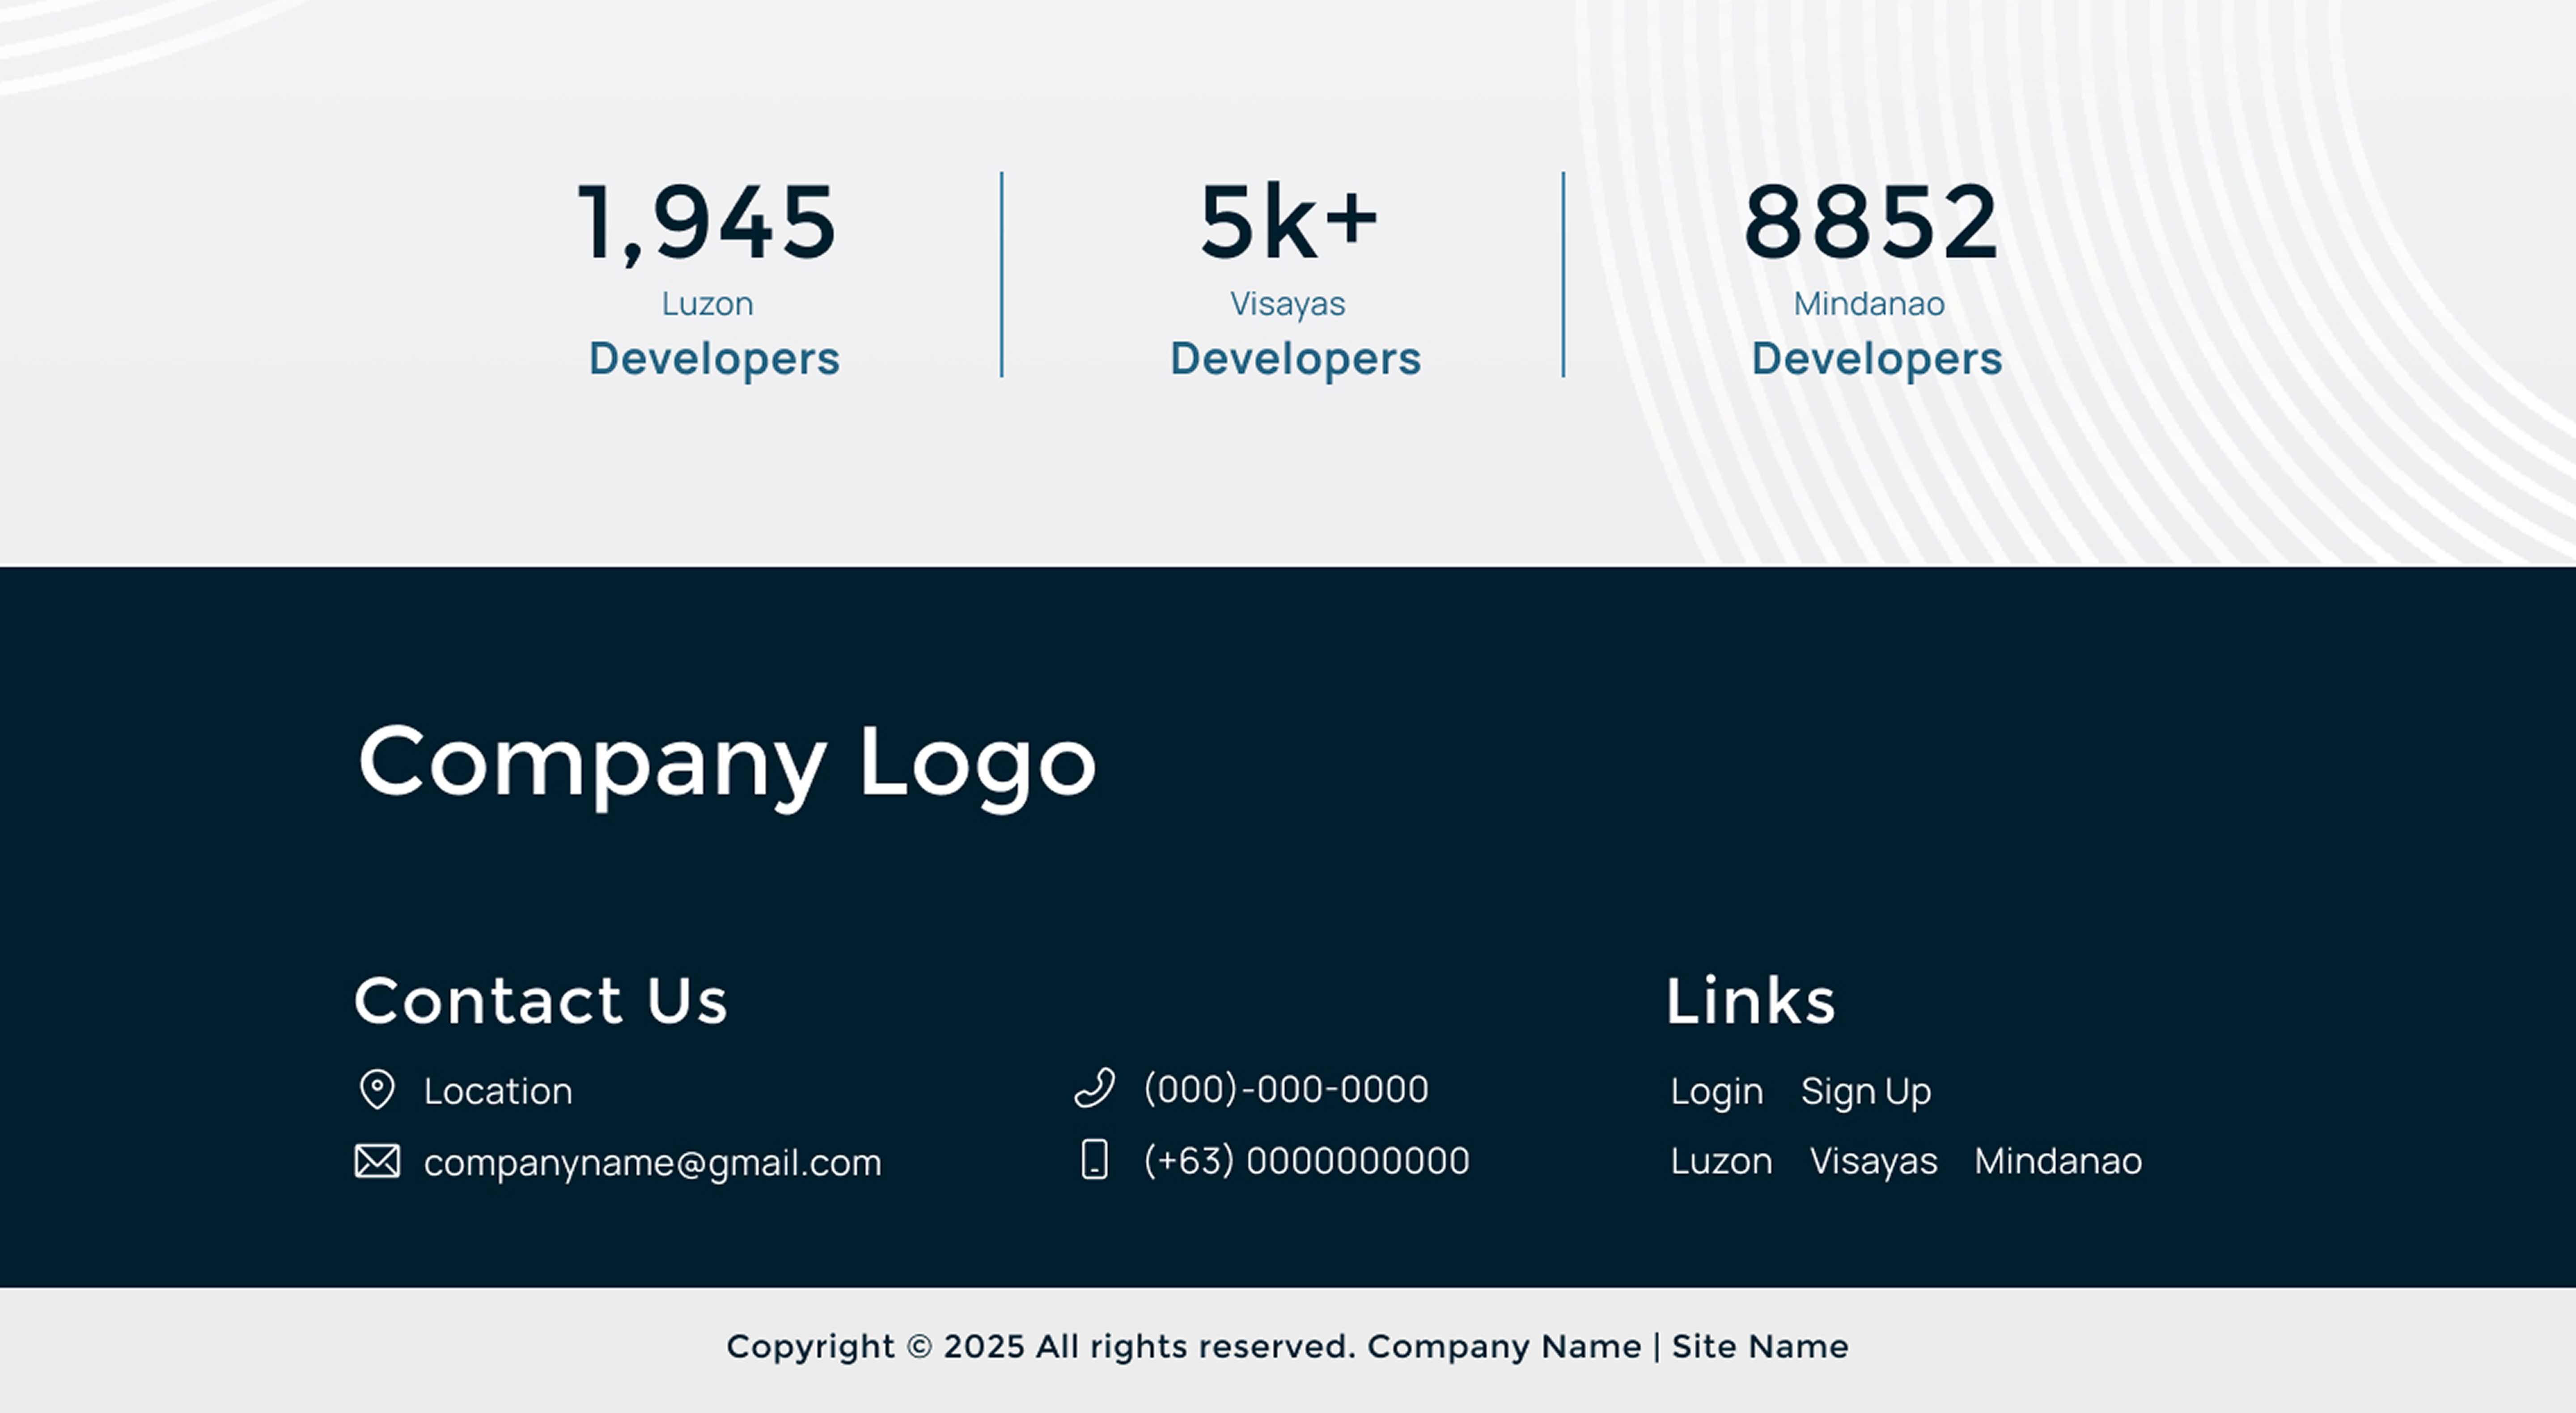 1,945
Luzon
Developers
5k+
Visayas
Developers
8852
Mindanao
Developers
Company Logo
Contact Us
Location
companyname@gmail.com
(000)-000-0000
(+63) 0000000000
Links
Login Sign Up
Luzon Visayas Mindanao
Copyright © 2025 All rights reserved. Company Name | Site Name